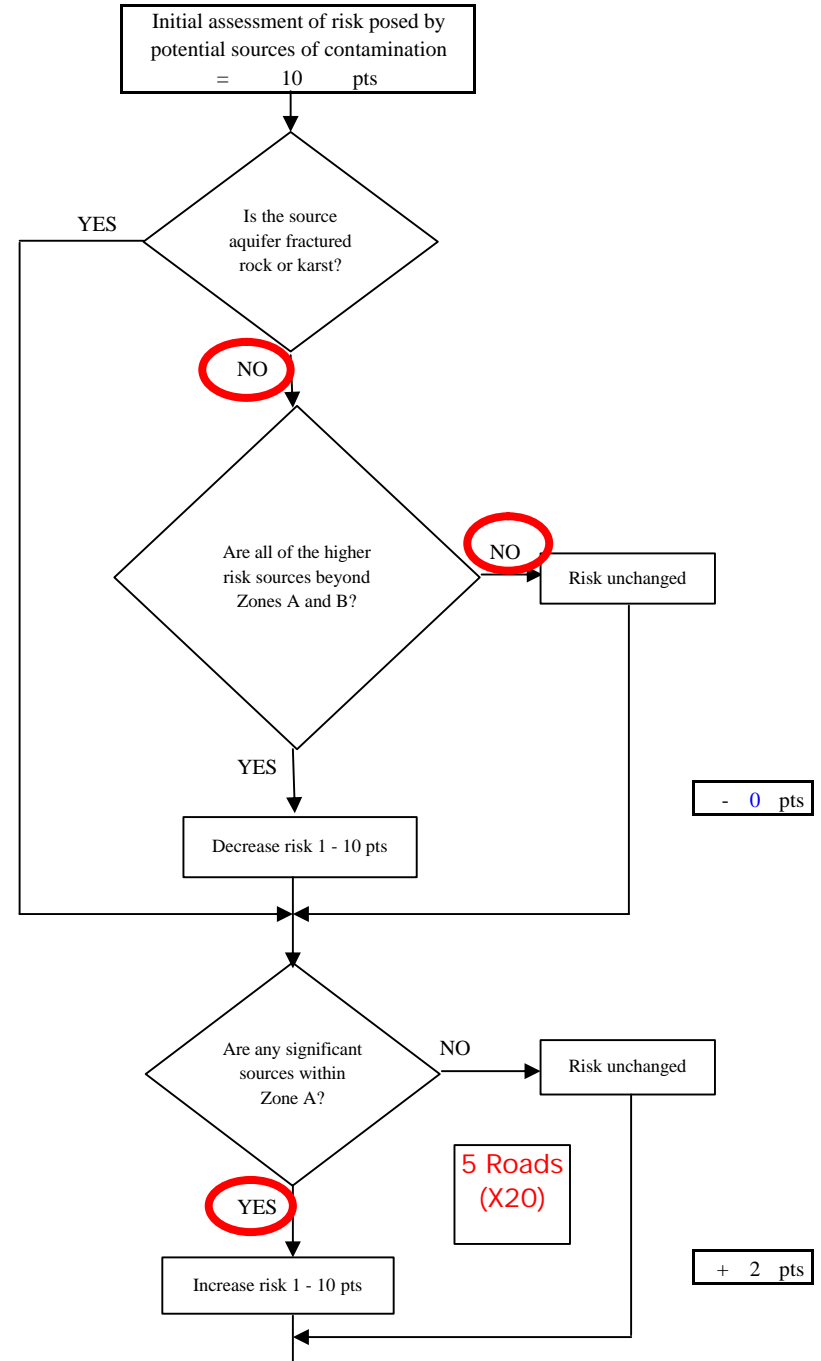 Initial assessment of risk posed by
potential sources of contamination
= 10 pts
YES
Is the source
aquifer fractured
rock or karst?
NO
Are all of the higher
risk sources beyond
Zones A and B?
NO
Risk unchanged
YES
- 0 pts
Decrease risk 1 - 10 pts
Are any significant
sources within
Zone A?
NO
Risk unchanged
5 Roads
(X20)
YES
+ 2 pts
Increase risk 1 - 10 pts